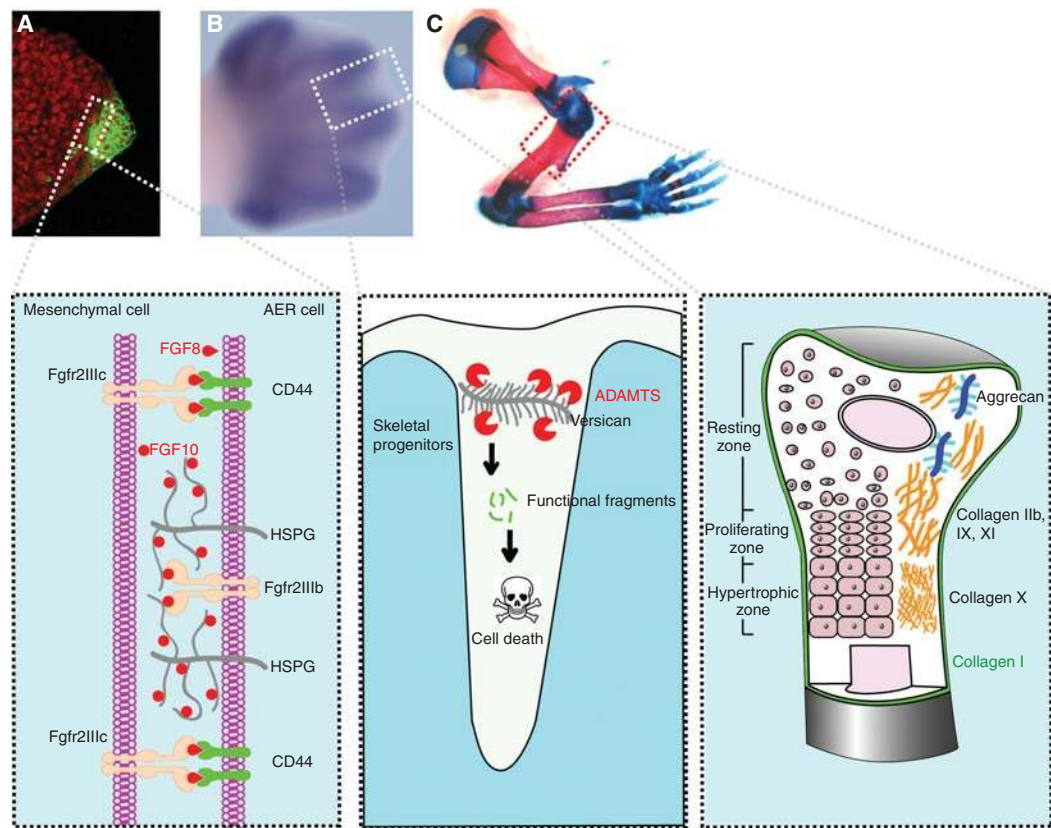 A
B
C
Mesenchymal cell
AER cell
FGF8
Fgfr2IIIc
CD44
FGF10
HSPG
Fgfr2IIIb
HSPG
Fgfr2IIIc
CD44
ADAMTS
Versican
Skeletal
progenitors
Functional fragments
Cell death
Resting
zone
Proliferating
zone
Hypertrophic
zone
Aggrecan
Collagen IIb,
IX, XI
Collagen X
Collagen I